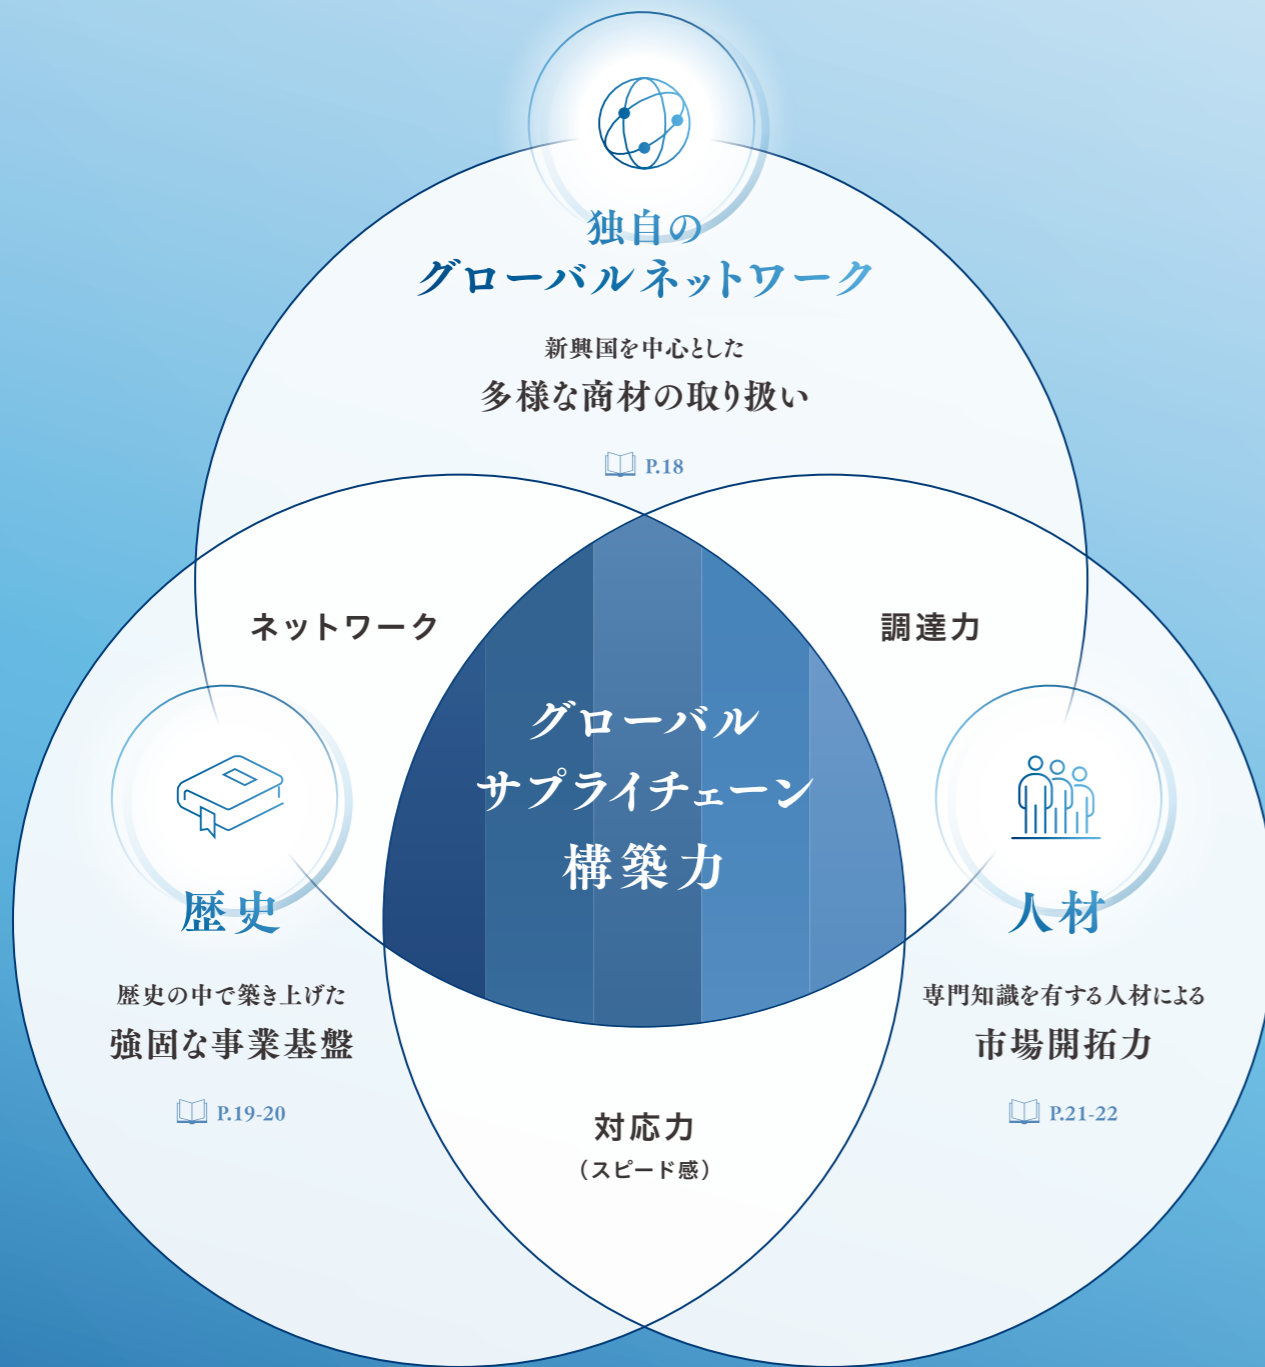 独自の
グローバルネットワーク
新興国を中心とした
多様な商材の取り扱い
P.18
ネットワーク
調達力
グローバル
サプライチェーン
構築力
歴史
歴史の中で築き上げた
強固な事業基盤
P.19-20
人材
専門知識を有する人材による
市場開拓力
P.21-22
対応力
（スピード感）